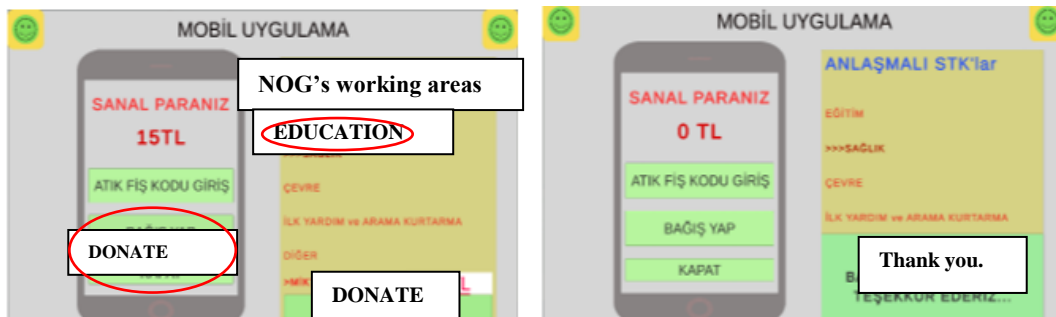 MOBİL UYGULAMA
NOG's working areas
SANAL PARANIZ
15TL
EDUCATION
>>>SAĞLIK
ATIK FİŞ KODU GİRİŞ
ÇEVRE
İLK YARDIM ve ARAMA KURTARMA
DONATE
DİĞER
DONATE
MOBİL UYGULAMA
ANLAŞMALI STK'lar
SANAL PARANIZ
0 TL
EĞİTİM
>>>SAĞLIK
ATIK FİŞ KODU GİRİŞ
ÇEVRE
İLK YARDIM ve ARAMA KURTARMA
BAĞIŞ YAP
KAPAT
Thank you.
TEŞEKKÜR EDERİZ...